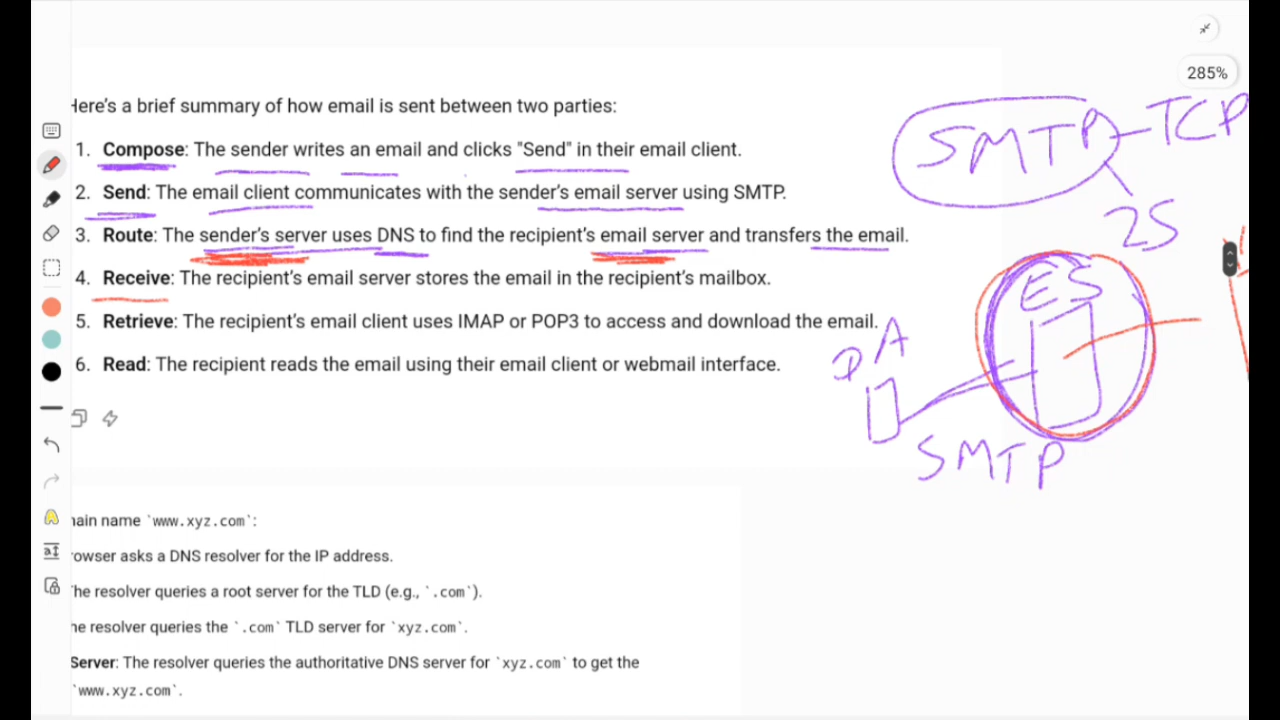 285%
Here's a brief summary of how email is sent between two parties:
1. Compose: The sender writes an email and clicks "Send" in their email client.
2. Send: The email client communicates with the sender's email server using SMTP.
3. Route: The sender's server uses DNS to find the recipient's email server and transfers the email.
4. Receive: The recipient's email server stores the email in the recipient's mailbox.
5. Retrieve: The recipient's email client uses IMAP or POP3 to access and download the email.
6. Read: The recipient reads the email using their email client or webmail interface.
SMTP-TCP
25
ES
A
SMTP
main name `www.xyz.com`:
rowser asks a DNS resolver for the IP address.
The resolver queries a root server for the TLD (e.g., `.com`).
he resolver queries the `.com` TLD server for `xyz.com`.
Server: The resolver queries the authoritative DNS server for `xyz.com` to get the
`www.xyz.com`.